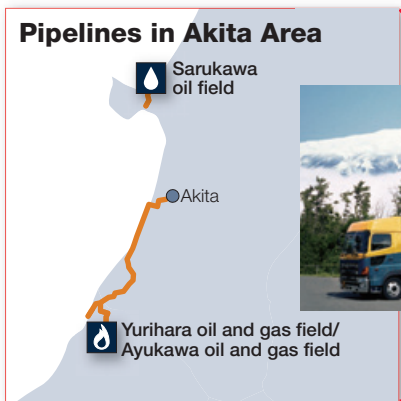 Pipelines in Akita Area
Sarukawa
oil field
Akita
Yurihara oil and gas field/
Ayukawa oil and gas field